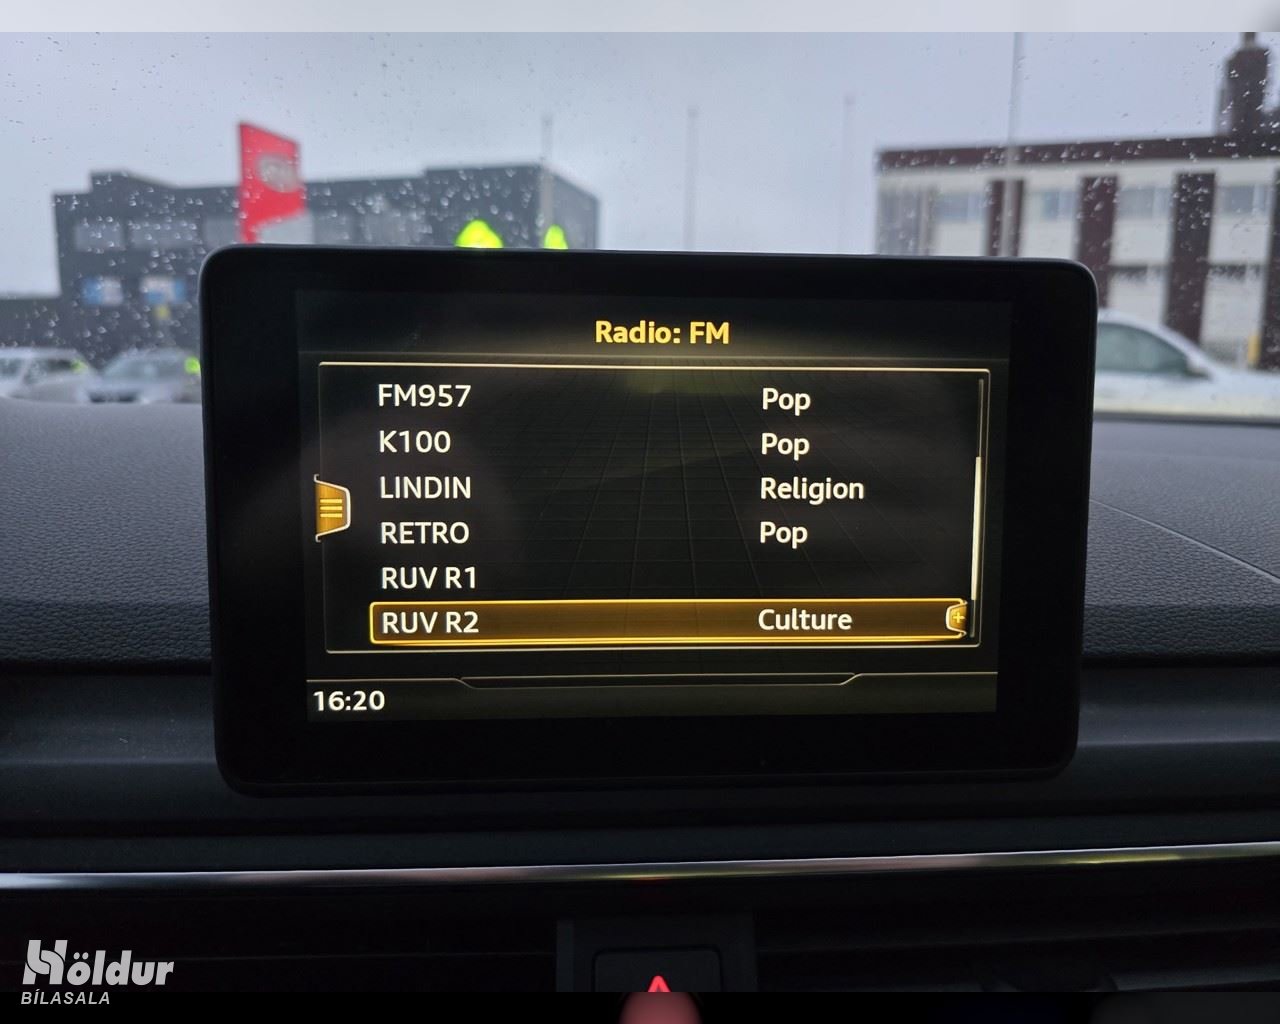 Radio: FM
FM957 Pop
K100 Pop
LINDIN Religion
RETRO Pop
RUV R1
RUV R2 Culture
16:20
Höldur
BÍLASALA